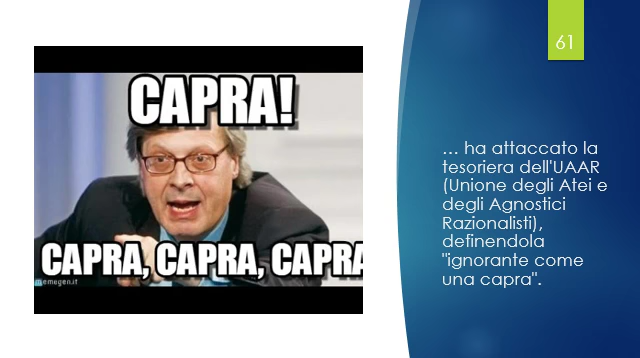 CAPRA!
CAPRA, CAPRA, CAPRA
memegen.it
61
… ha attaccato la
tesoriera dell'UAAR
(Unione degli Atei e
degli Agnostici
Razionalisti),
definendola
"ignorante come
una capra".